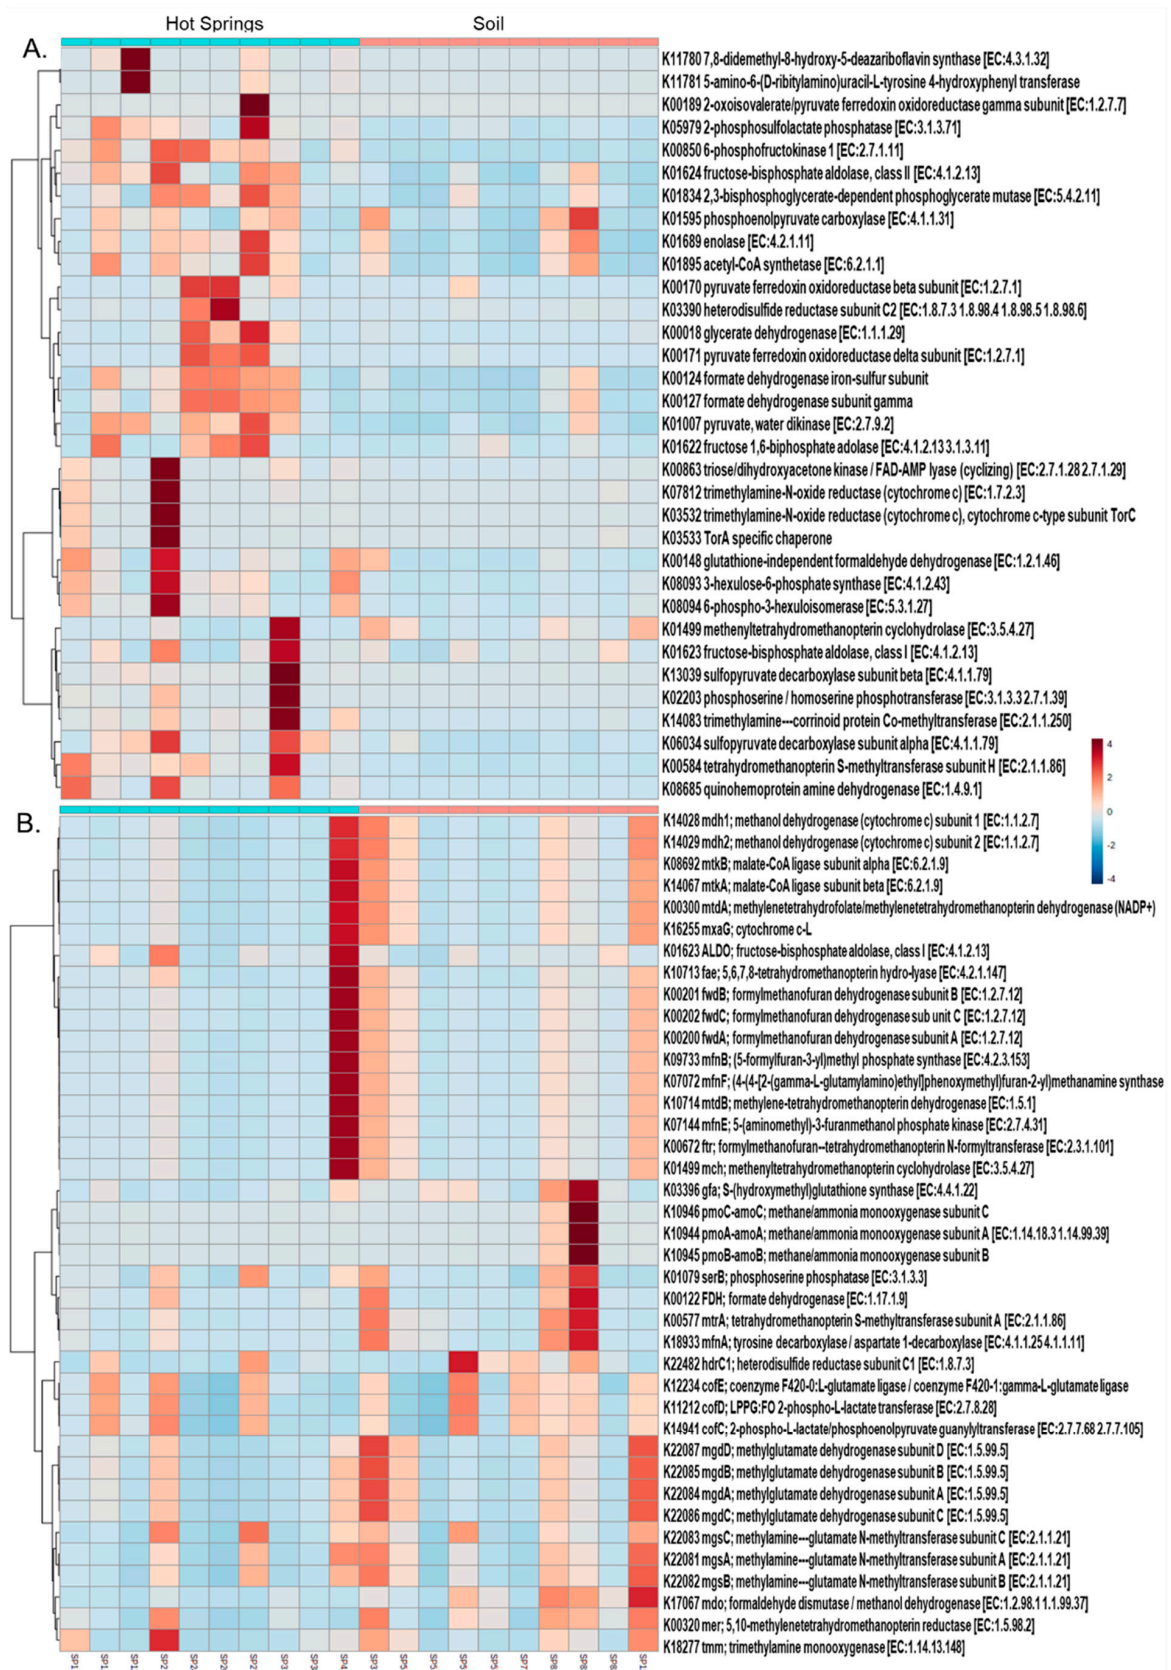 Hot Springs
Soil
A.
K11780 7,8-didemethyl-8-hydroxy-5-deazariboflavin synthase [EC:4.3.1.32]
K11781 5-amino-6-(D-ribitylamino)uracil-L-tyrosine 4-hydroxyphenyl transferase
K00189 2-oxoisovalerate/pyruvate ferredoxin oxidoreductase gamma subunit [EC:1.2.7.7]
K05979 2-phosphosulfolactate phosphatase [EC:3.1.3.71]
K00850 6-phosphofructokinase 1 [EC:2.7.1.11]
K01624 fructose-bisphosphate aldolase, class II [EC:4.1.2.13]
K01834 2,3-bisphosphoglycerate-dependent phosphoglycerate mutase [EC:5.4.2.11]
K01595 phosphoenolpyruvate carboxylase [EC:4.1.1.31]
K01689 enolase [EC:4.2.1.11]
K01895 acetyl-CoA synthetase [EC:6.2.1.1]
K00170 pyruvate ferredoxin oxidoreductase beta subunit [EC:1.2.7.1]
K03390 heterodisulfide reductase subunit C2 [EC:1.8.7.3 1.8.98.4 1.8.98.5 1.8.98.6]
K00018 glycerate dehydrogenase [EC:1.1.1.29]
K00171 pyruvate ferredoxin oxidoreductase delta subunit [EC:1.2.7.1]
K00124 formate dehydrogenase iron-sulfur subunit
K00127 formate dehydrogenase subunit gamma
K01007 pyruvate, water dikinase [EC:2.7.9.2]
K01622 fructose 1,6-biphosphate adolase [EC:4.1.2.13 3.1.3.11]
K00863 triose/dihydroxyacetone kinase / FAD-AMP lyase (cyclizing) [EC:2.7.1.28 2.7.1.29]
K07812 trimethylamine-N-oxide reductase (cytochrome c) [EC:1.7.2.3]
K03532 trimethylamine-N-oxide reductase (cytochrome c), cytochrome c-type subunit TorC
K03533 TorA specific chaperone
K00148 glutathione-independent formaldehyde dehydrogenase [EC:1.2.1.46]
K08093 3-hexulose-6-phosphate synthase [EC:4.1.2.43]
K08094 6-phospho-3-hexuloisomerase [EC:5.3.1.27]
K01499 methenyltetrahydromethanopterin cyclohydrolase [EC:3.5.4.27]
K01623 fructose-bisphosphate aldolase, class I [EC:4.1.2.13]
K13039 sulfopyruvate decarboxylase subunit beta [EC:4.1.1.79]
K02203 phosphoserine / homoserine phosphotransferase [EC:3.1.3.3 2.7.1.39]
K14083 trimethylamine---corrinoid protein Co-methyltransferase [EC:2.1.1.250]
K06034 sulfopyruvate decarboxylase subunit alpha [EC:4.1.1.79]
K00584 tetrahydromethanopterin S-methyltransferase subunit H [EC:2.1.1.86]
K08685 quinohemoprotein amine dehydrogenase [EC:1.4.9.1]
4
2
0
-2
-4
B.
K14028 mdh1; methanol dehydrogenase (cytochrome c) subunit 1 [EC:1.1.2.7]
K14029 mdh2; methanol dehydrogenase (cytochrome c) subunit 2 [EC:1.1.2.7]
K08692 mtkB; malate-CoA ligase subunit alpha [EC:6.2.1.9]
K14067 mtkA; malate-CoA ligase subunit beta [EC:6.2.1.9]
K00300 mtdA; methylenetetrahydrofolate/methylenetetrahydromethanopterin dehydrogenase (NADP+)
K16255 mxaG; cytochrome c-L
K01623 ALDO; fructose-bisphosphate aldolase, class I [EC:4.1.2.13]
K10713 fae; 5,6,7,8-tetrahydromethanopterin hydro-lyase [EC:4.2.1.147]
K00201 fwdB; formylmethanofuran dehydrogenase subunit B [EC:1.2.7.12]
K00202 fwdC; formylmethanofuran dehydrogenase sub unit C [EC:1.2.7.12]
K00200 fwdA; formylmethanofuran dehydrogenase subunit A [EC:1.2.7.12]
K09733 mfnB; (5-formylfuran-3-yl)methyl phosphate synthase [EC:4.2.3.153]
K07072 mfnF; (4-(4-[2-(gamma-L-glutamylamino)ethyl]phenoxymethyl)furan-2-yl)methanamine synthase
K10714 mtdB; methylene-tetrahydromethanopterin dehydrogenase [EC:1.5.1]
K07144 mfnE; 5-(aminomethyl)-3-furanmethanol phosphate kinase [EC:2.7.4.31]
K00672 ftr; formylmethanofuran--tetrahydromethanopterin N-formyltransferase [EC:2.3.1.101]
K01499 mch; methenyltetrahydromethanopterin cyclohydrolase [EC:3.5.4.27]
K03396 gfa; S-(hydroxymethyl)glutathione synthase [EC:4.4.1.22]
K10946 pmoC-amoC; methane/ammonia monooxygenase subunit C
K10944 pmoA-amoA; methane/ammonia monooxygenase subunit A [EC:1.14.18.3 1.14.99.39]
K10945 pmoB-amoB; methane/ammonia monooxygenase subunit B
K01079 serB; phosphoserine phosphatase [EC:3.1.3.3]
K00122 FDH; formate dehydrogenase [EC:1.17.1.9]
K00577 mtrA; tetrahydromethanopterin S-methyltransferase subunit A [EC:2.1.1.86]
K18933 mfnA; tyrosine decarboxylase / aspartate 1-decarboxylase [EC:4.1.1.25 4.1.1.11]
K22482 hdrC1; heterodisulfide reductase subunit C1 [EC:1.8.7.3]
K12234 cofE; coenzyme F420-0:L-glutamate ligase / coenzyme F420-1:gamma-L-glutamate ligase
K11212 cofD; LPPG:FO 2-phospho-L-lactate transferase [EC:2.7.8.28]
K14941 cofC; 2-phospho-L-lactate/phosphoenolpyruvate guanylyltransferase [EC:2.7.7.68 2.7.7.105]
K22087 mgdD; methylglutamate dehydrogenase subunit D [EC:1.5.99.5]
K22085 mgdB; methylglutamate dehydrogenase subunit B [EC:1.5.99.5]
K22084 mgdA; methylglutamate dehydrogenase subunit A [EC:1.5.99.5]
K22086 mgdC; methylglutamate dehydrogenase subunit C [EC:1.5.99.5]
K22083 mgsC; methylamine---glutamate N-methyltransferase subunit C [EC:2.1.1.21]
K22081 mgsA; methylamine---glutamate N-methyltransferase subunit A [EC:2.1.1.21]
K22082 mgsB; methylamine---glutamate N-methyltransferase subunit B [EC:2.1.1.21]
K17067 mdo; formaldehyde dismutase / methanol dehydrogenase [EC:1.2.98.1 1.1.99.37]
K00320 mer; 5,10-methylenetetrahydromethanopterin reductase [EC:1.5.98.2]
K18277 tmm; trimethylamine monooxygenase [EC:1.14.13.148]
SP1 SP1 SP1 SP2 SP2 SP2 SP2 SP3 SP3 SP4 SP3 SP5 SP5 SP5 SP5 SP7 SP8 SP8 SP8 SP1